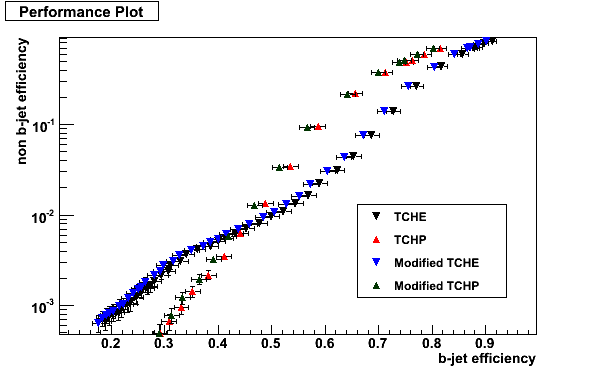 Performance Plot
non b-jet efficiency
10⁻¹
10⁻²
10⁻³
TCHE
TCHP
Modified TCHE
Modified TCHP
0.2 0.3 0.4 0.5 0.6 0.7 0.8 0.9
b-jet efficiency